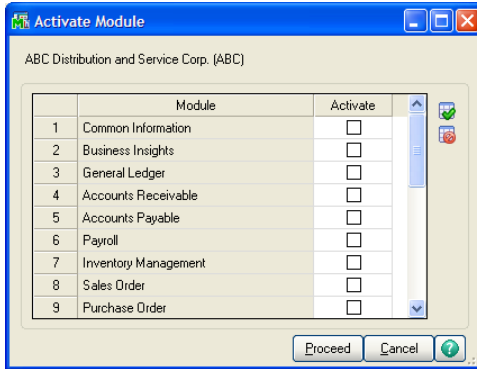 Activate Module
ABC Distribution and Service Corp. (ABC)
Module Activate
1 Common Information
2 Business Insights
3 General Ledger
4 Accounts Receivable
5 Accounts Payable
6 Payroll
7 Inventory Management
8 Sales Order
9 Purchase Order
Proceed Cancel ?